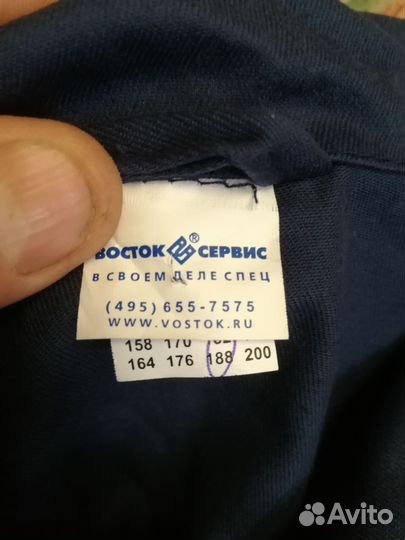 ВОСТОК ® СЕРВИС
В СВОЕМ ДЕЛЕ СПЕЦ
(495) 655-7575
WWW.VOSTOK.RU
158 170 200
164 176 188
Avito